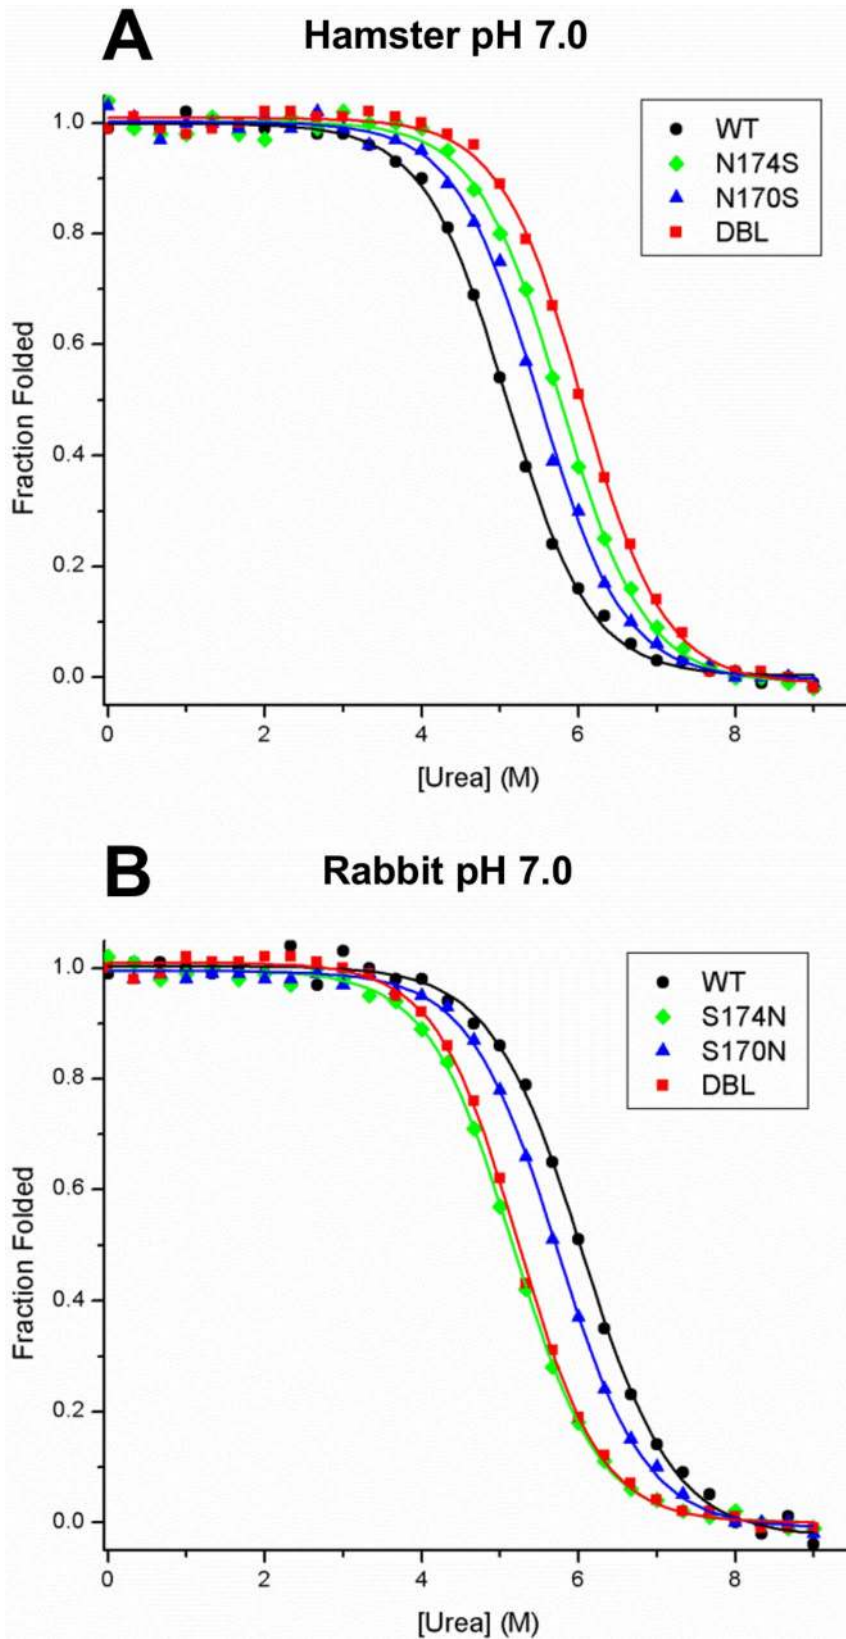 A
Hamster pH 7.0
WT
N174S
N170S
DBL
Fraction Folded
1.0
0.8
0.6
0.4
0.2
0.0
0
2
4
6
8
[Urea] (M)
B
Rabbit pH 7.0
WT
S174N
S170N
DBL
Fraction Folded
1.0
0.8
0.6
0.4
0.2
0.0
0
2
4
6
8
[Urea] (M)